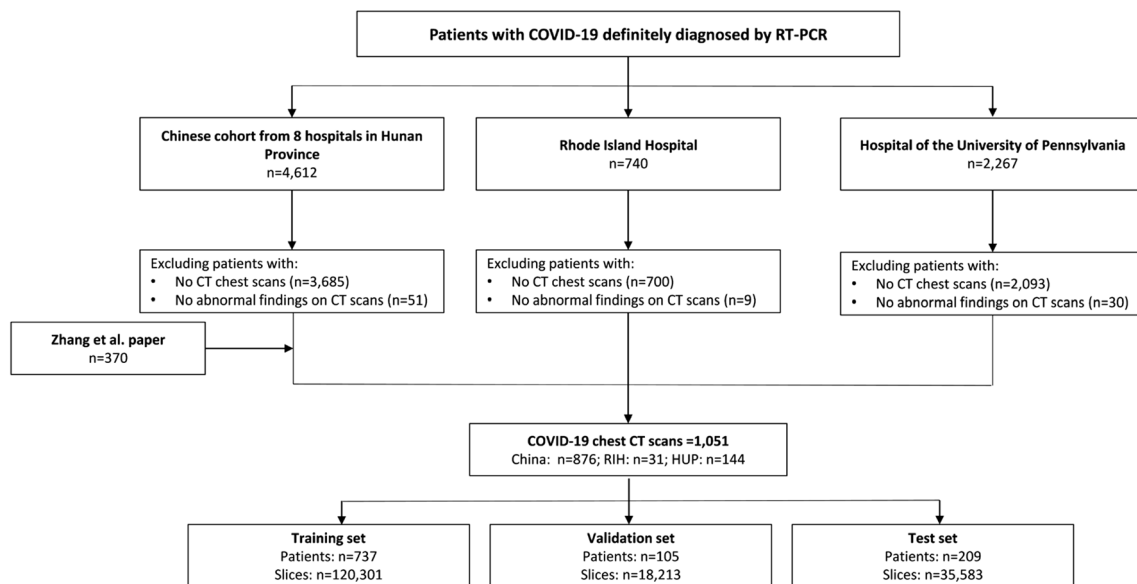 Patients with COVID-19 definitely diagnosed by RT-PCR
Chinese cohort from 8 hospitals in Hunan
Province
n=4,612
Rhode Island Hospital
n=740
Hospital of the University of Pennsylvania
n=2,267
Excluding patients with:
• No CT chest scans (n=3,685)
• No abnormal findings on CT scans (n=51)
Excluding patients with:
• No CT chest scans (n=700)
• No abnormal findings on CT scans (n=9)
Excluding patients with:
• No CT chest scans (n=2,093)
• No abnormal findings on CT scans (n=30)
Zhang et al. paper
n=370
COVID-19 chest CT scans =1,051
China: n=876; RIH: n=31; HUP: n=144
Training set
Patients: n=737
Slices: n=120,301
Validation set
Patients: n=105
Slices: n=18,213
Test set
Patients: n=209
Slices: n=35,583